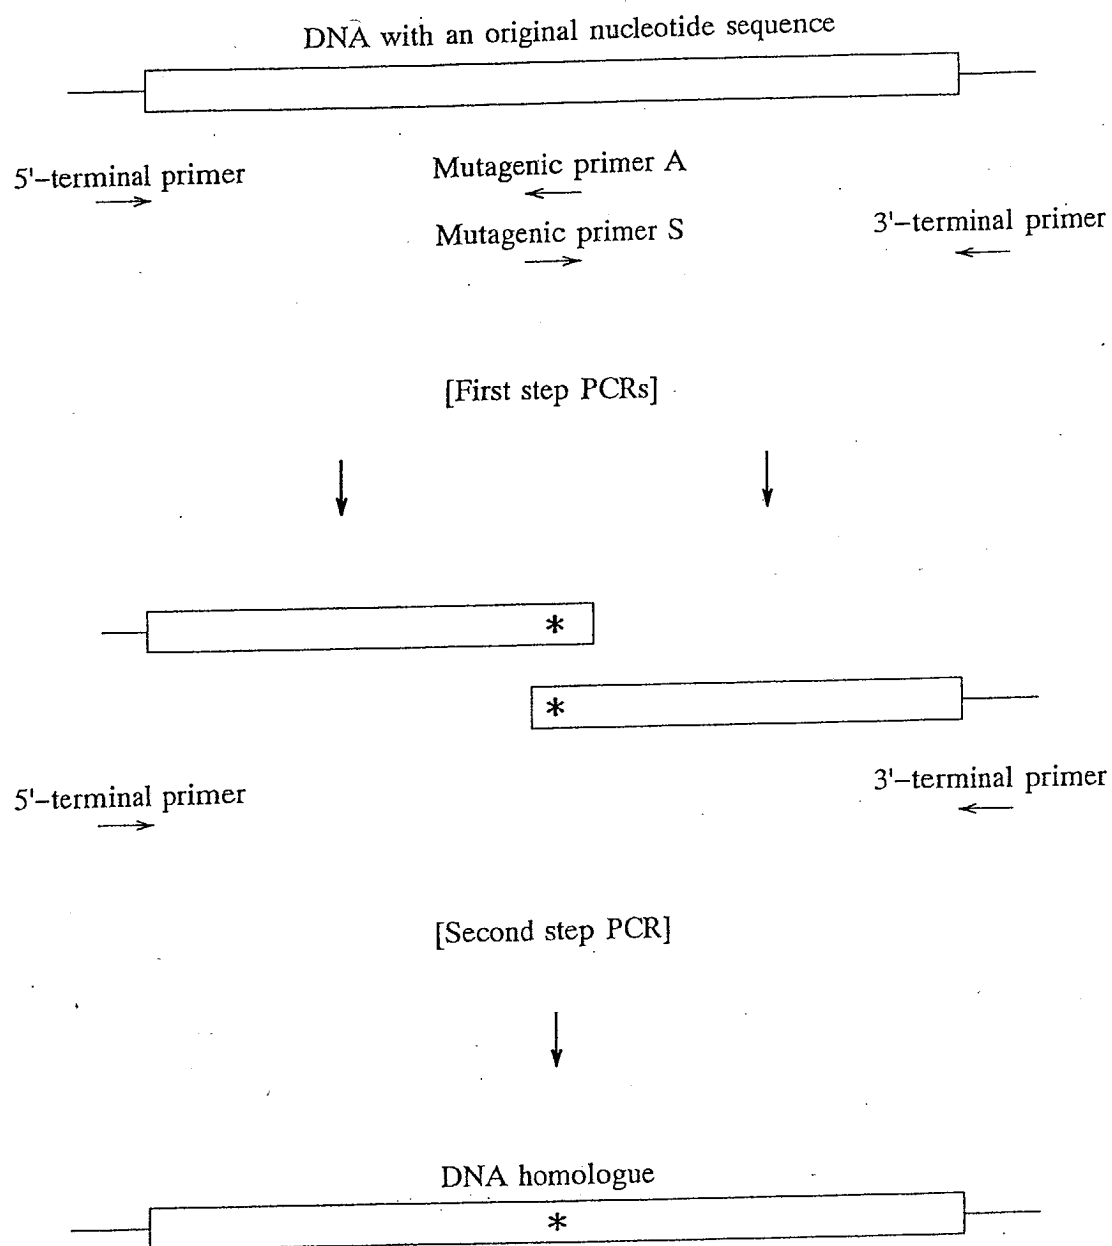 DNA with an original nucleotide sequence
5'-terminal primer
Mutagenic primer A
Mutagenic primer S
3'-terminal primer
[First step PCRs]
*
*
5'-terminal primer
3'-terminal primer
[Second step PCR]
DNA homologue
*